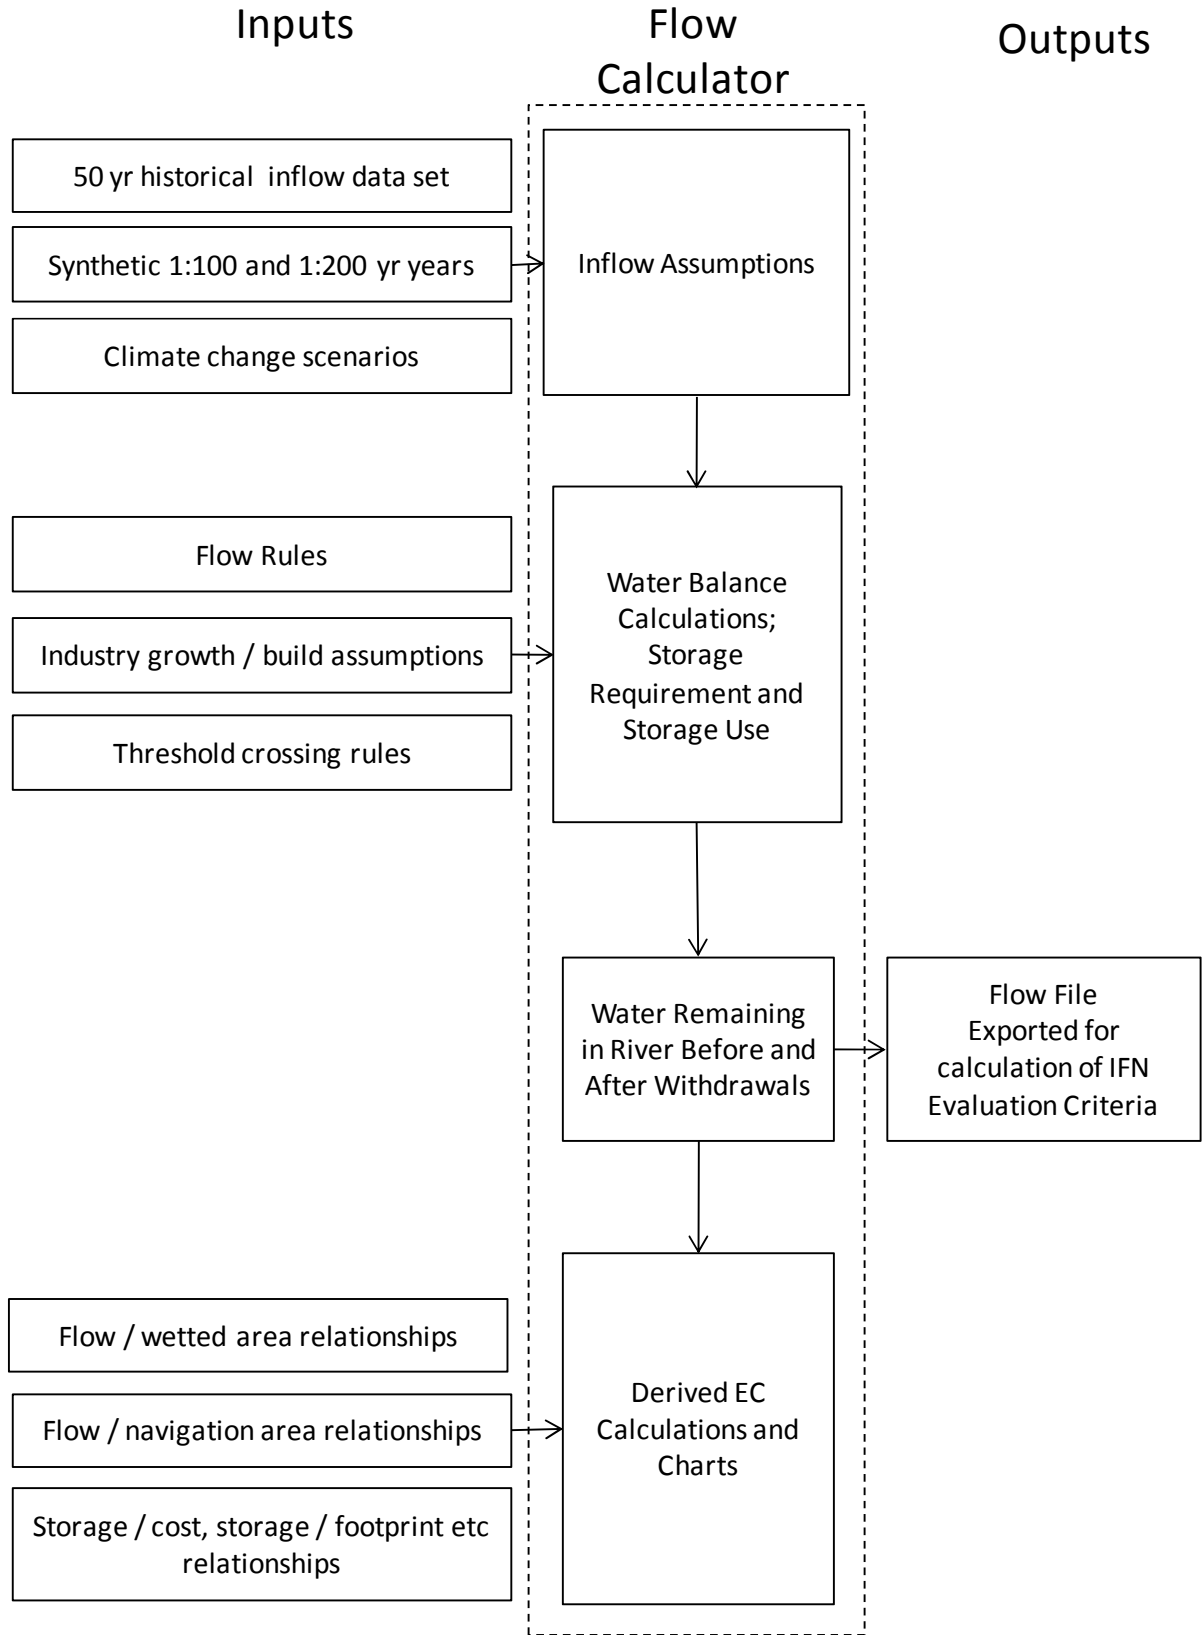 Inputs
Flow
Calculator
Outputs
50 yr historical inflow data set
Synthetic 1:100 and 1:200 yr years
Climate change scenarios
Inflow Assumptions
Flow Rules
Industry growth / build assumptions
Threshold crossing rules
Water Balance
Calculations;
Storage
Requirement and
Storage Use
Water Remaining
in River Before and
After Withdrawals
Flow File
Exported for
calculation of IFN
Evaluation Criteria
Flow / wetted area relationships
Flow / navigation area relationships
Storage / cost, storage / footprint etc
relationships
Derived EC
Calculations and
Charts